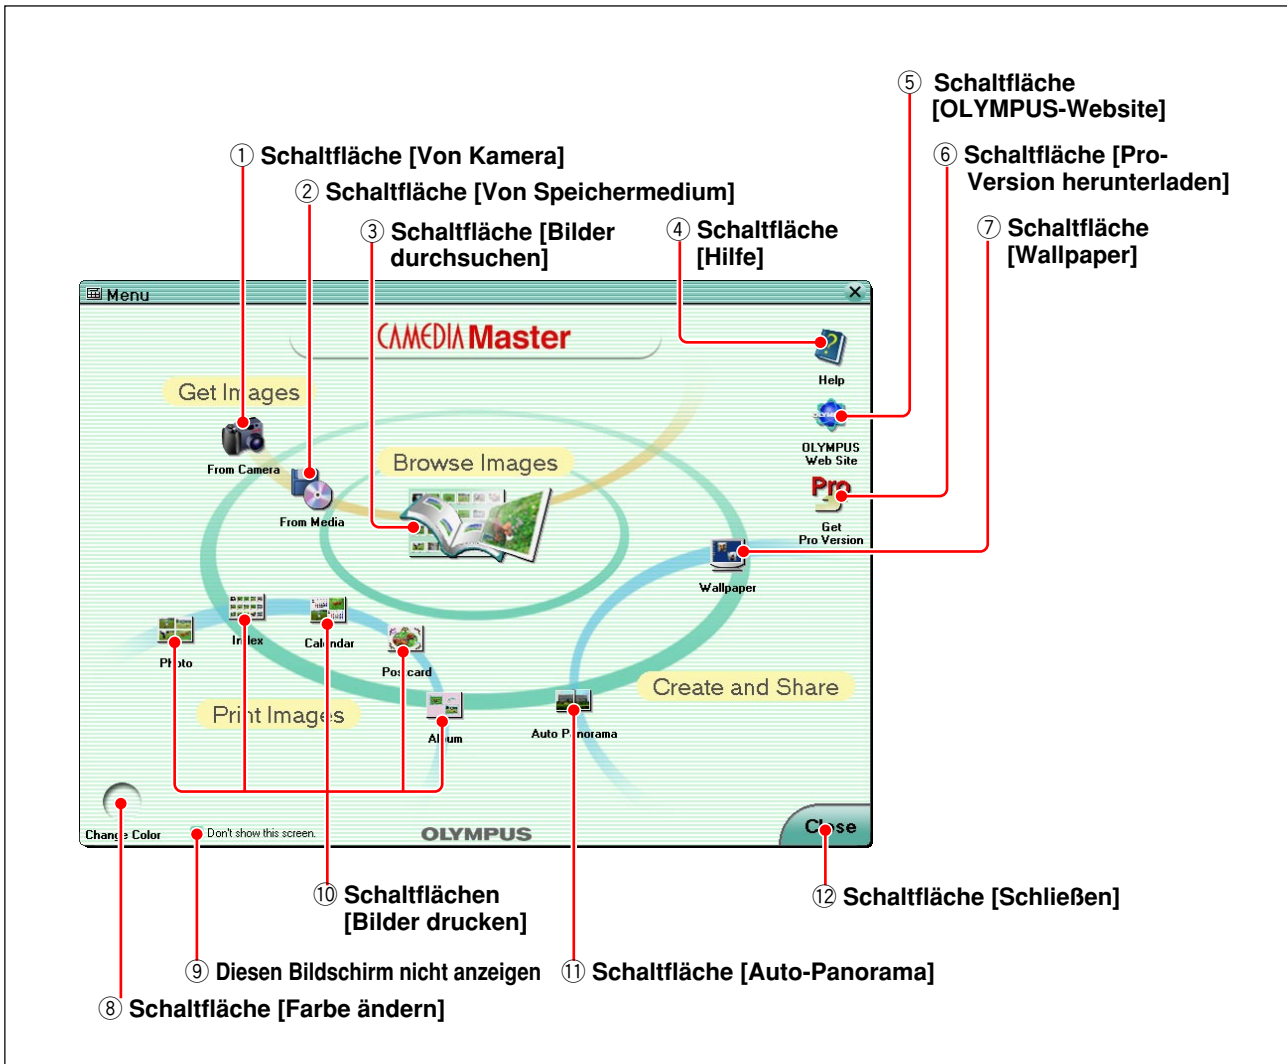 ⑤ Schaltfläche
[OLYMPUS-Website]
① Schaltfläche [Von Kamera]
⑥ Schaltfläche [Pro-
Version herunterladen]
② Schaltfläche [Von Speichermedium]
③ Schaltfläche [Bilder
durchsuchen]
④ Schaltfläche
[Hilfe]
⑦ Schaltfläche
[Wallpaper]
Menu
CAMEDIA Master
Help
Get Images
OLYMPUS
Web Site
From Camera
Browse Images
Pro
From Media
Get
Pro Version
Wallpaper
Index
Calendar
Photo
Postcard
Create and Share
Print Images
Album
Auto Panorama
Change Color
Don't show this screen.
OLYMPUS
Close
⑩ Schaltflächen
[Bilder drucken]
⑫ Schaltfläche [Schließen]
⑨ Diesen Bildschirm nicht anzeigen
⑪ Schaltfläche [Auto-Panorama]
⑧ Schaltfläche [Farbe ändern]